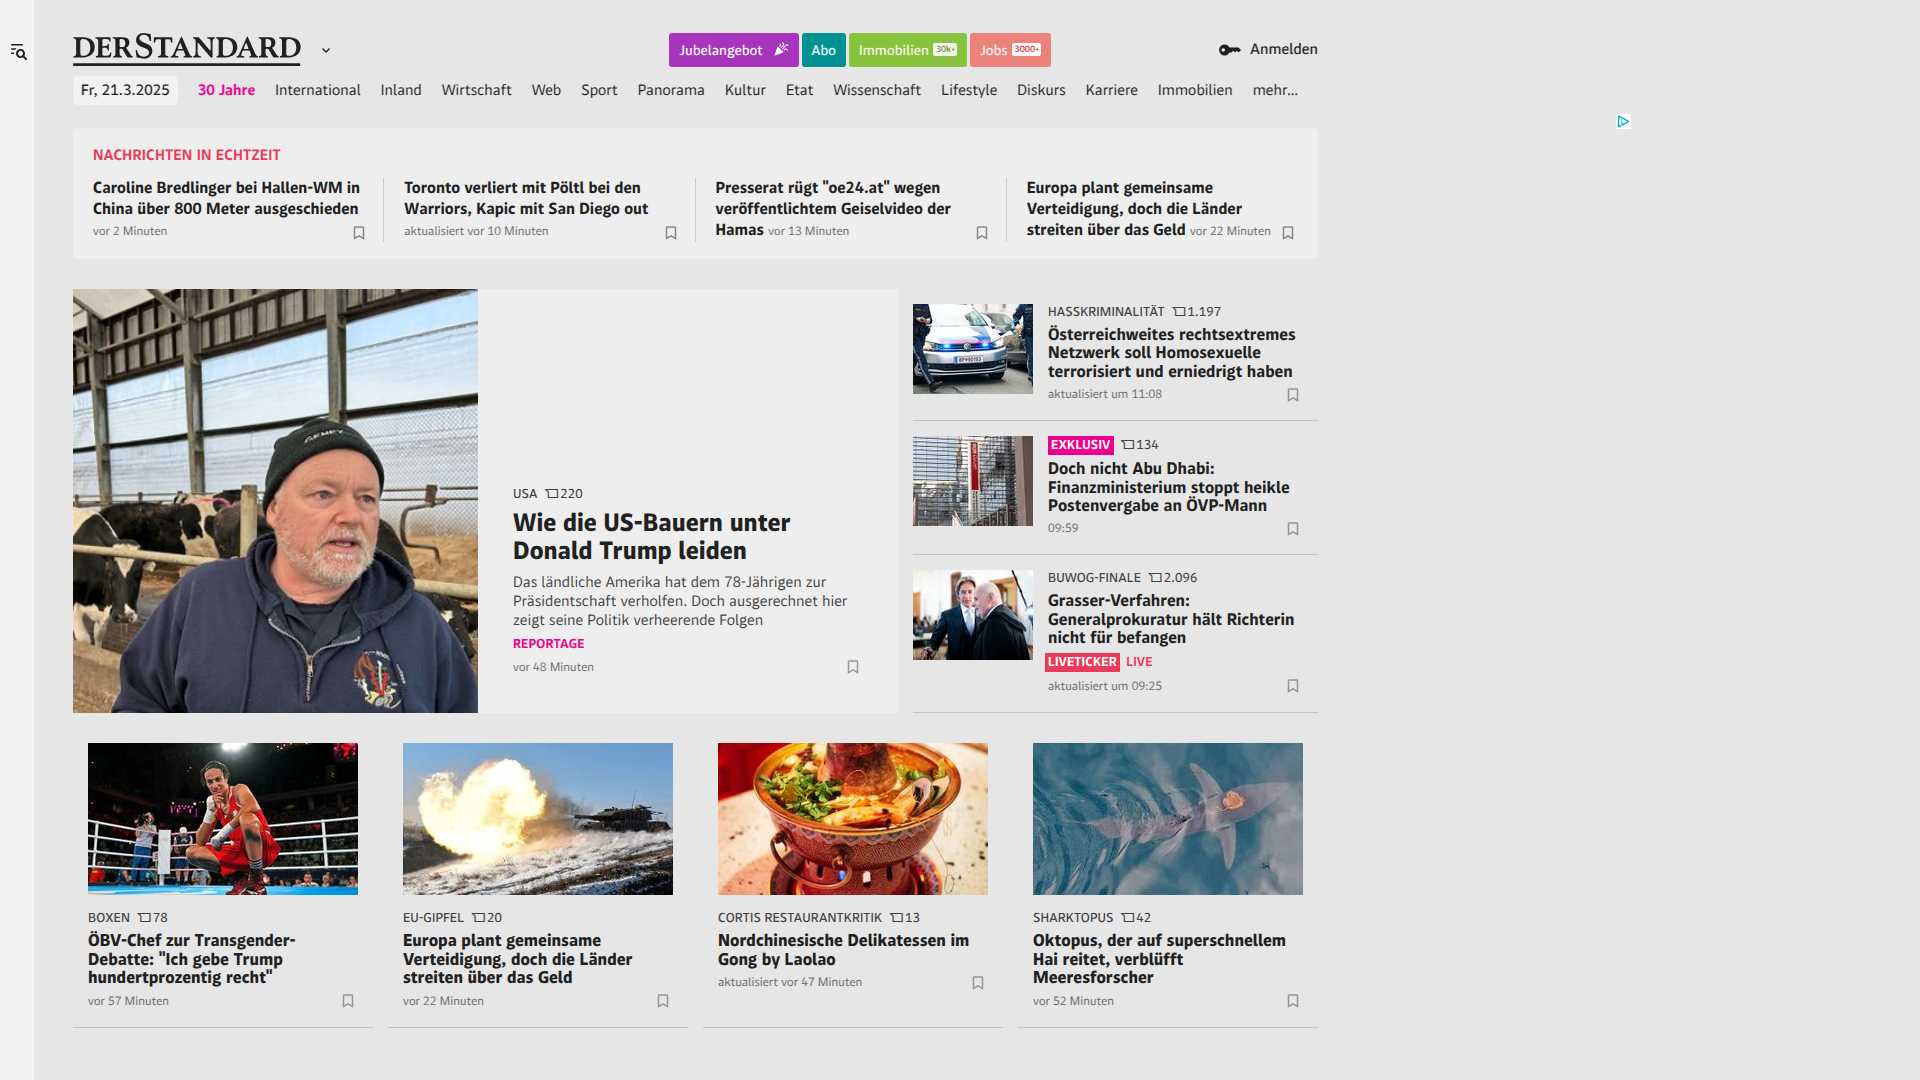 DERSTANDARD
Jubelangebot
Abo
Immobilien 30k+
Jobs 3000+
Anmelden
Fr, 21.3.2025
30 Jahre
International
Inland
Wirtschaft
Web
Sport
Panorama
Kultur
Etat
Wissenschaft
Lifestyle
Diskurs
Karriere
Immobilien
mehr...
NACHRICHTEN IN ECHTZEIT
Caroline Bredlinger bei Hallen-WM in
China über 800 Meter ausgeschieden
vor 2 Minuten
Toronto verliert mit Pöltl bei den
Warriors, Kapic mit San Diego out
aktualisiert vor 10 Minuten
Presserat rügt "oe24.at" wegen
veröffentlichtem Geiselvideo der
Hamas vor 13 Minuten
Europa plant gemeinsame
Verteidigung, doch die Länder
streiten über das Geld vor 22 Minuten
USA 220
Wie die US-Bauern unter
Donald Trump leiden
Das ländliche Amerika hat dem 78-Jährigen zur
Präsidentschaft verholfen. Doch ausgerechnet hier
zeigt seine Politik verheerende Folgen
REPORTAGE
vor 48 Minuten
HASSKRIMINALITÄT 1.197
Österreichweites rechtsextremes
Netzwerk soll Homosexuelle
terrorisiert und erniedrigt haben
aktualisiert um 11:08
EXKLUSIV 134
Doch nicht Abu Dhabi:
Finanzministerium stoppt heikle
Postenvergabe an ÖVP-Mann
09:59
BUWOG-FINALE 2.096
Grasser-Verfahren:
Generalprokuratur hält Richterin
nicht für befangen
LIVETICKER LIVE
aktualisiert um 09:25
BOXEN 78
ÖBV-Chef zur Transgender-
Debatte: "Ich gebe Trump
hundertprozentig recht"
vor 57 Minuten
EU-GIPFEL 20
Europa plant gemeinsame
Verteidigung, doch die Länder
streiten über das Geld
vor 22 Minuten
CORTIS RESTAURANTKRITIK 13
Nordchinesische Delikatessen im
Gong by Laolao
aktualisiert vor 47 Minuten
SHARKTOPUS 42
Oktopus, der auf superschnellem
Hai reitet, verblüfft
Meeresforscher
vor 52 Minuten